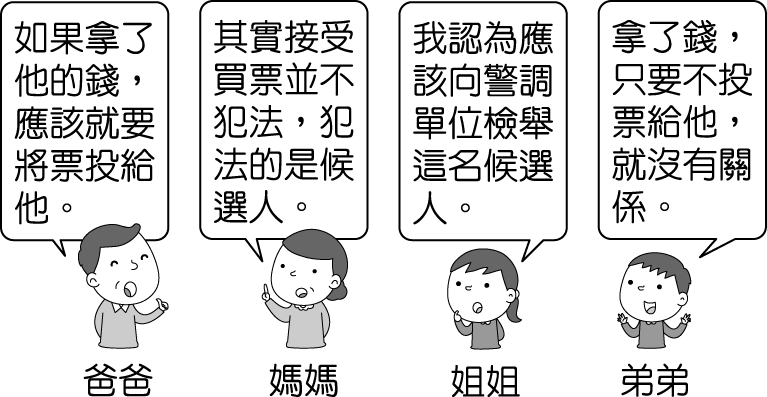 如果拿了
他的錢，
應該就要
將票投給
他。
其實接受
買票並不
犯法，犯
法的是候
選人。
我認為應
該向警調
單位檢舉
這名候選
人。
拿了錢，
只要不投
票給他，
就沒有關
係。
爸爸
媽媽
姐姐
弟弟